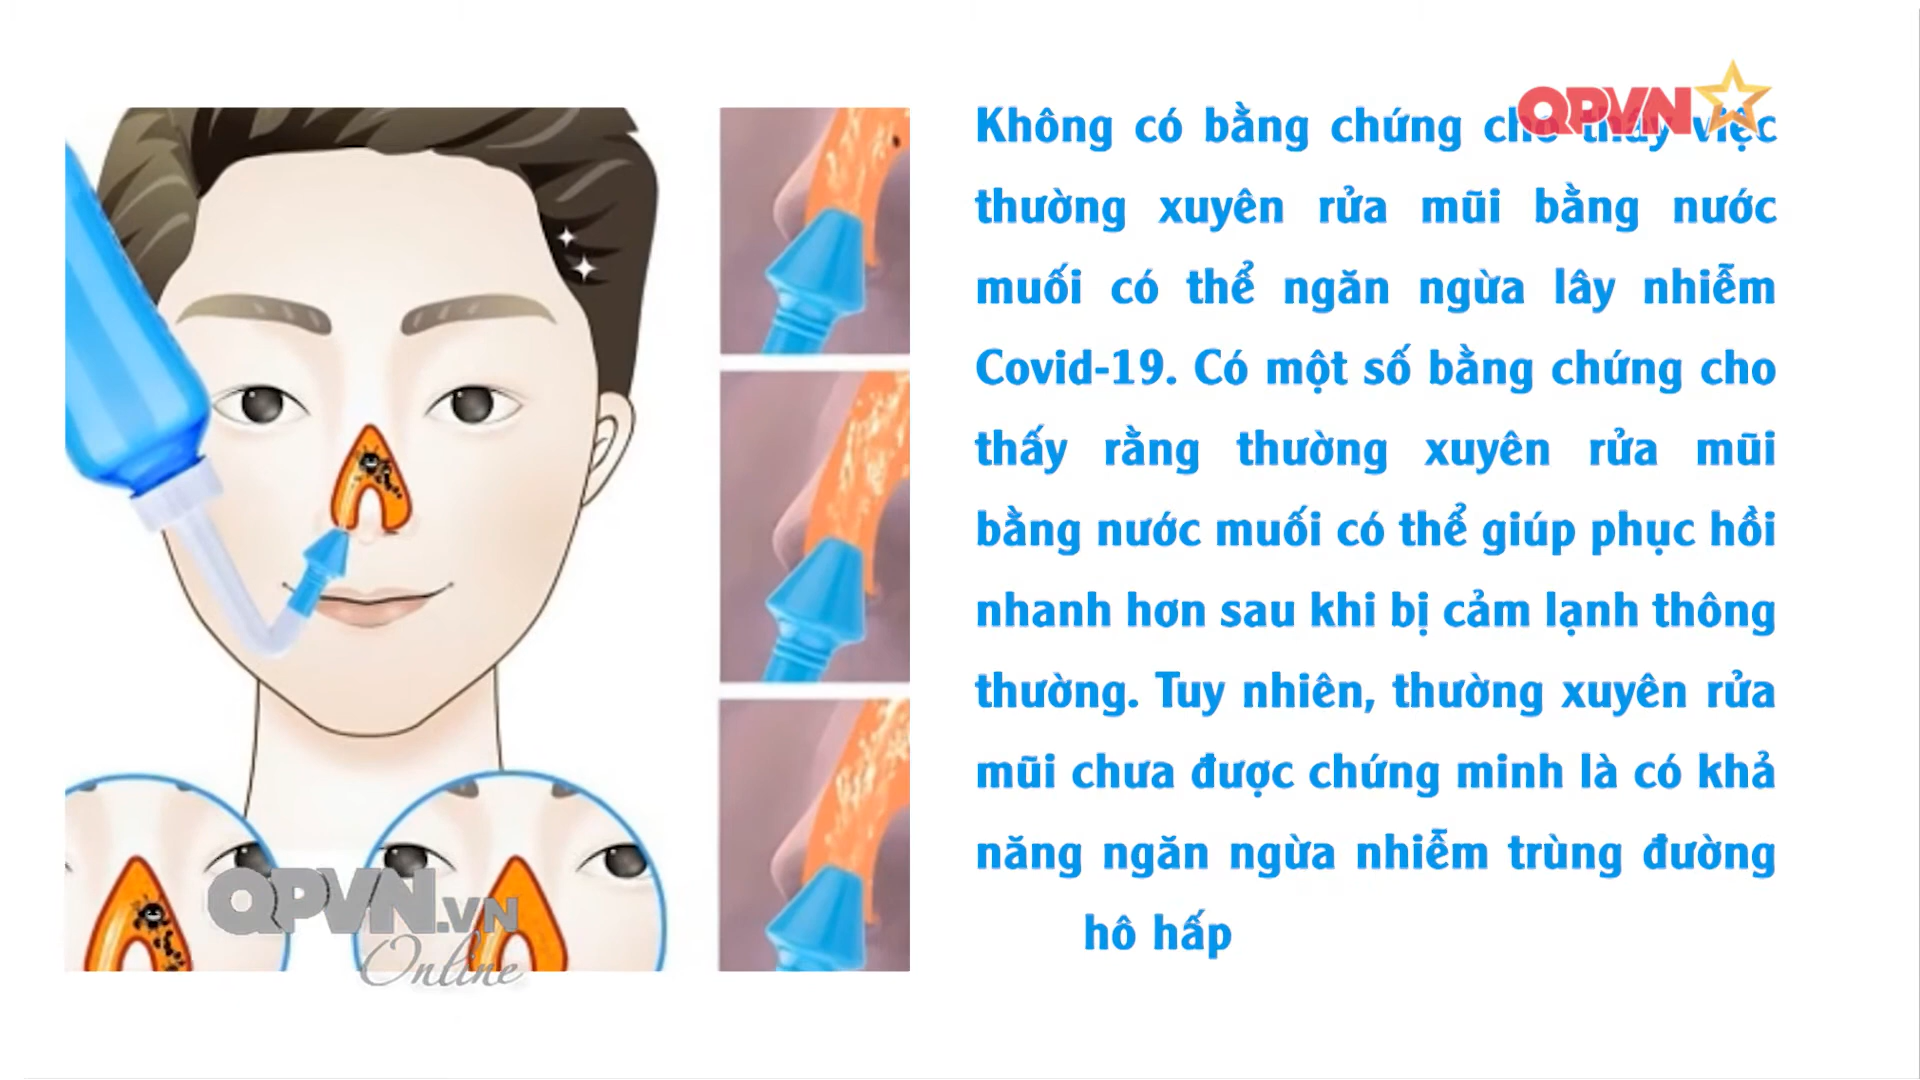 QPVN
Không có bằng chứng cho thấy việc
thường xuyên rửa mũi bằng nước
muối có thể ngăn ngừa lây nhiễm
Covid-19. Có một số bằng chứng cho
thấy rằng thường xuyên rửa mũi
bằng nước muối có thể giúp phục hồi
nhanh hơn sau khi bị cảm lạnh thông
thường. Tuy nhiên, thường xuyên rửa
mũi chưa được chứng minh là có khả
năng ngăn ngừa nhiễm trùng đường
hô hấp
QPVN.VN
Online